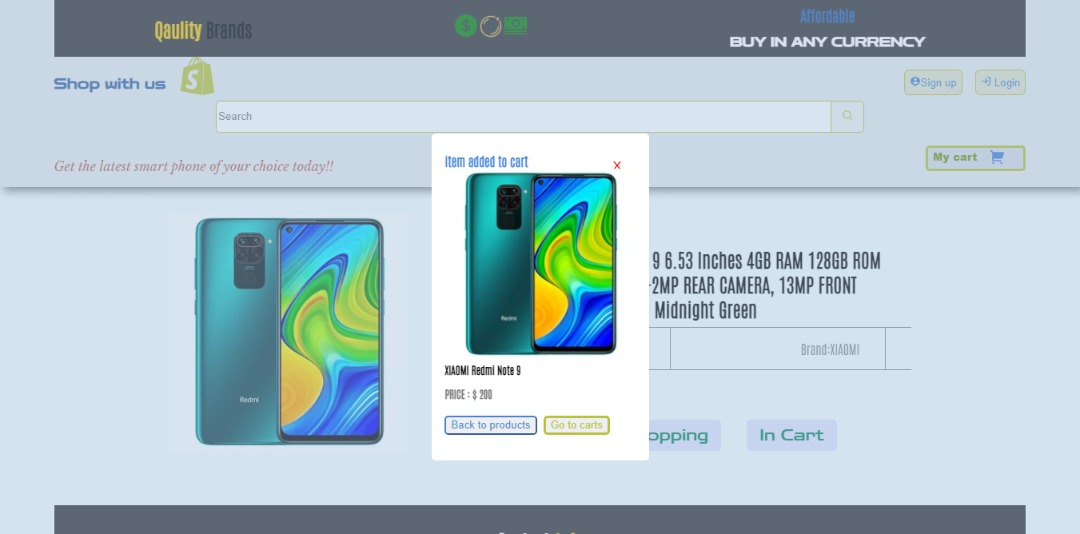 Qaulity Brands
Affordable
BUY IN ANY CURRENCY
Shop with us
Sign up
Login
Search
Get the latest smart phone of your choice today!!
My cart
Item added to cart
X
Redmi
Redmi
9 6.53 Inches 4GB RAM 128GB ROM
2MP REAR CAMERA, 13MP FRONT
Midnight Green
Brand:XIAOMI
XIAOMI Redmi Note 9
PRICE : $ 200
Back to products
Go to carts
opping
In Cart